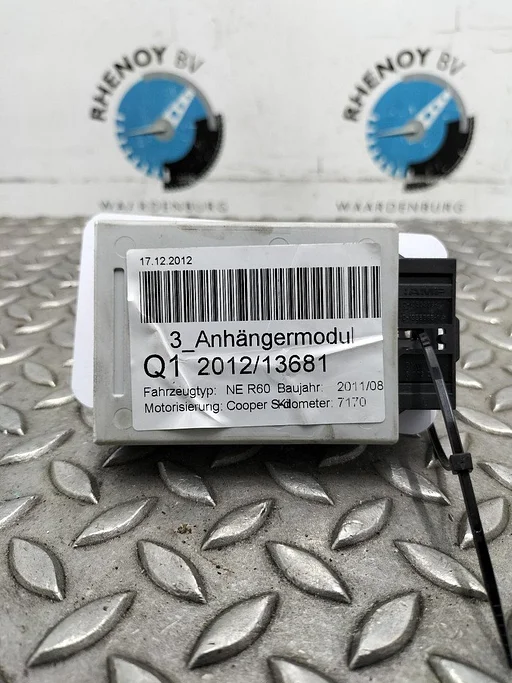 RHENOY BV
WAARDENBURG
RHENOY BV
WAARDENBURG
17.12.2012
3_Anhängermodul
Q1 2012/13681
Fahrzeugtyp: NE R60 Baujahr: 2011/08
Motorisierung: Cooper SKilometer: 7170